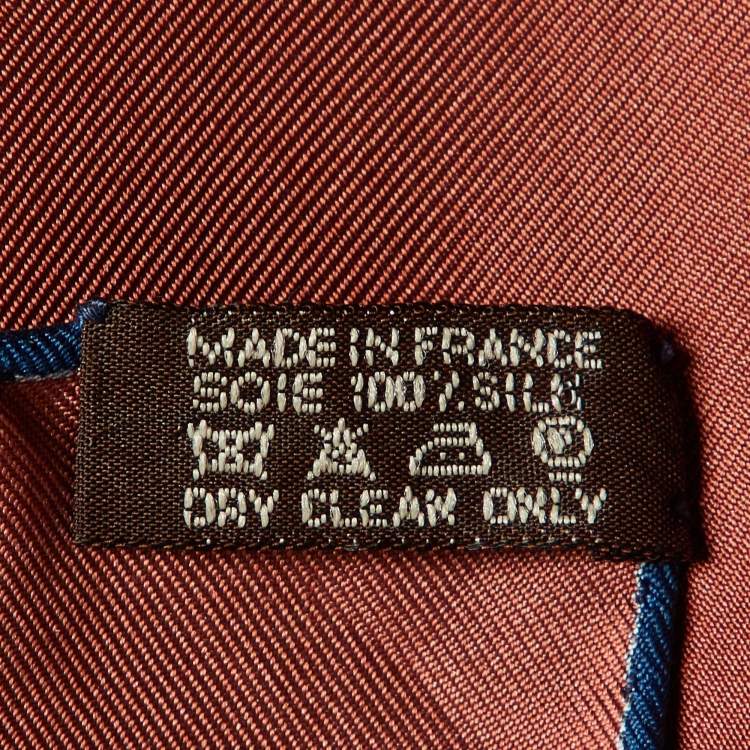 MADE IN FRANCE
SOIE 100% SILK
DRY CLEAN ONLY